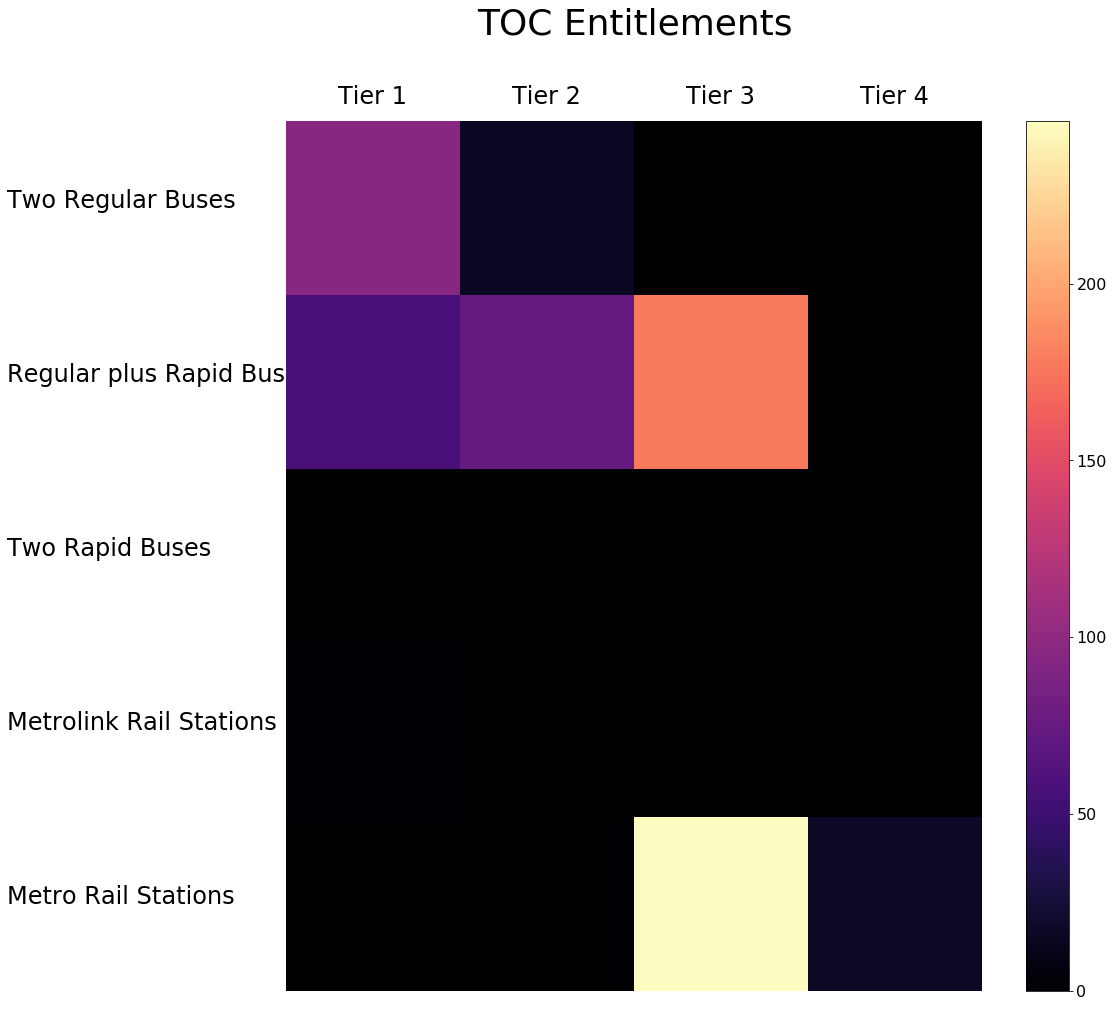 TOC Entitlements
Tier 1 Tier 2 Tier 3 Tier 4
Two Regular Buses
Regular plus Rapid Bus
Two Rapid Buses
Metrolink Rail Stations
Metro Rail Stations
200
150
100
50
0